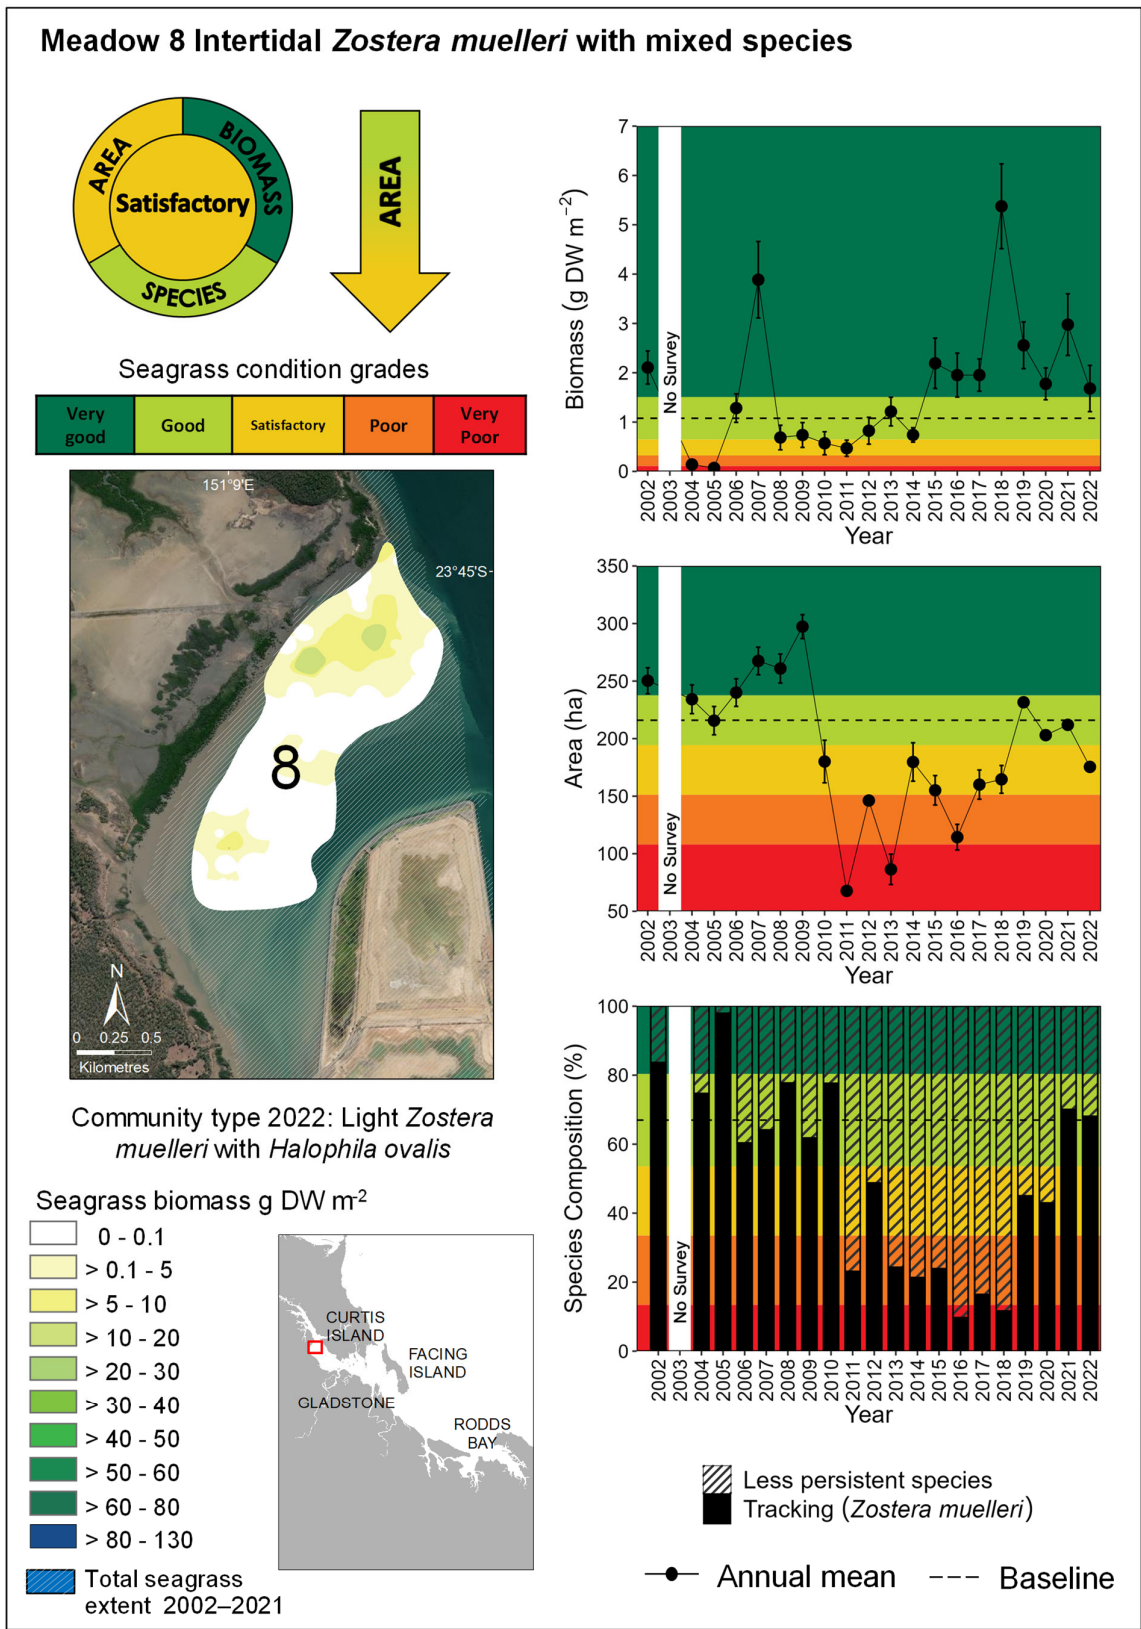 Meadow 8 Intertidal Zostera muelleri with mixed species
AREA
BIOMASS
SPECIES
Satisfactory
AREA
Seagrass condition grades
Very good
Good
Satisfactory
Poor
Very Poor
151°9'E
23°45'S
8
N
0 0.25 0.5
Kilometres
Community type 2022: Light Zostera
muelleri with Halophila ovalis
Seagrass biomass g DW m-2
0 - 0.1
> 0.1 - 5
> 5 - 10
> 10 - 20
> 20 - 30
> 30 - 40
> 40 - 50
> 50 - 60
> 60 - 80
> 80 - 130
Total seagrass
extent 2002–2021
CURTIS
ISLAND
FACING
ISLAND
GLADSTONE
RODDS
BAY
Biomass (g DW m−2)
7
6
5
4
3
2
1
0
No Survey
2002 2003 2004 2005 2006 2007 2008 2009 2010 2011 2012 2013 2014 2015 2016 2017 2018 2019 2020 2021 2022
Year
Area (ha)
350
300
250
200
150
100
50
No Survey
2002 2003 2004 2005 2006 2007 2008 2009 2010 2011 2012 2013 2014 2015 2016 2017 2018 2019 2020 2021 2022
Year
Species Composition (%)
100
80
60
40
20
0
No Survey
2002 2003 2004 2005 2006 2007 2008 2009 2010 2011 2012 2013 2014 2015 2016 2017 2018 2019 2020 2021 2022
Year
Less persistent species
Tracking (Zostera muelleri)
Annual mean
Baseline